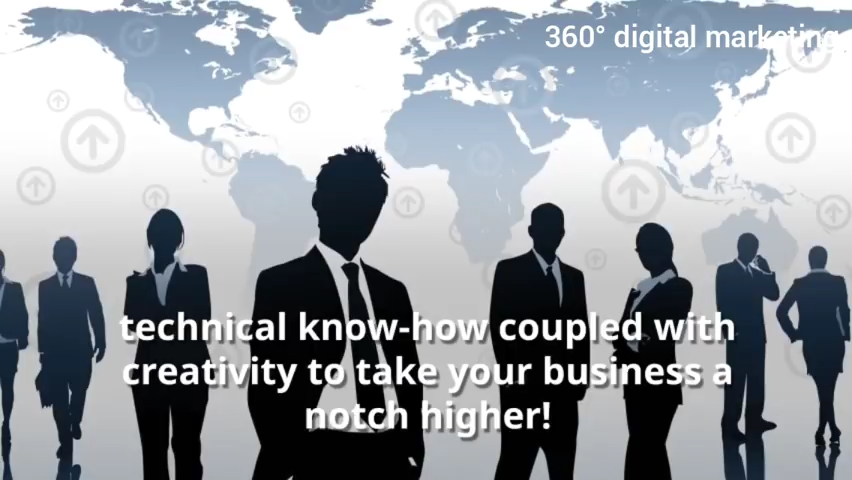 360° digital marketing
technical know-how coupled with
creativity to take your business a
notch higher!